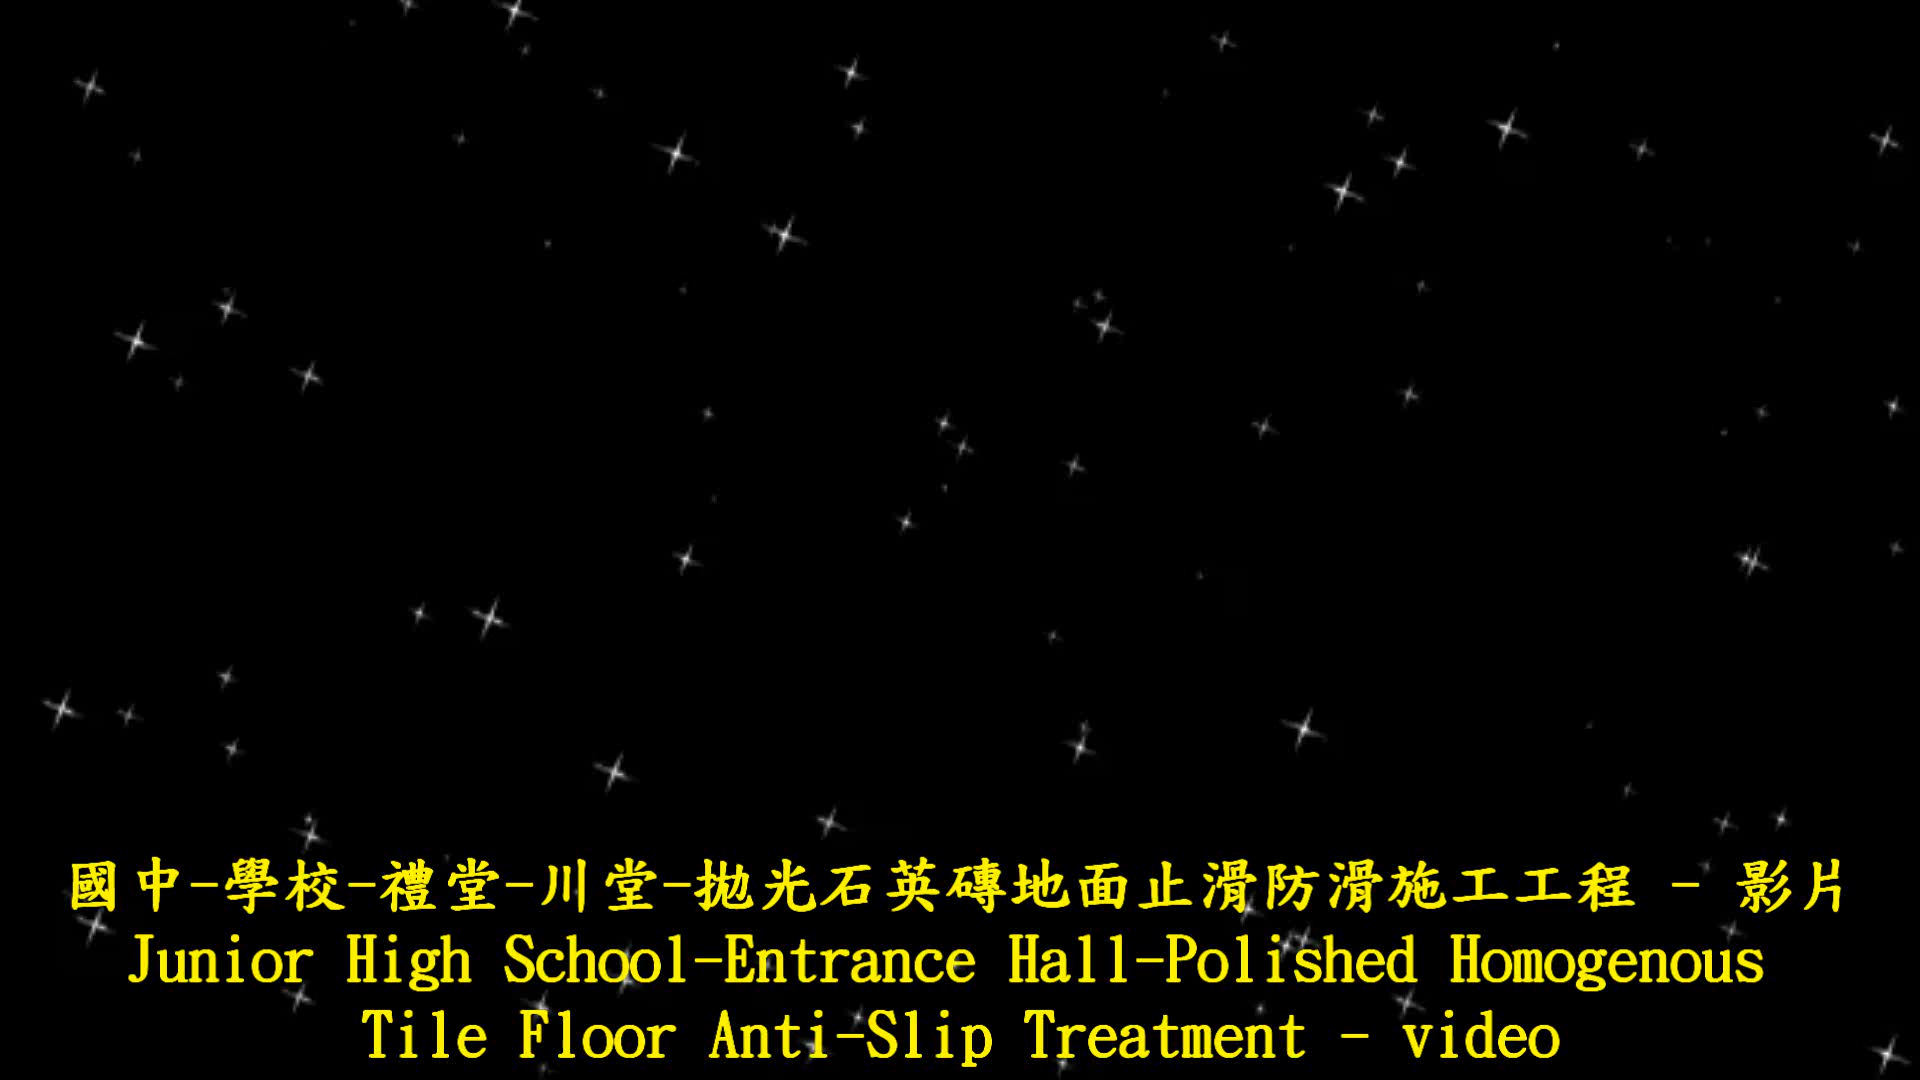 國中-學校-禮堂-川堂-拋光石英磚地面止滑防滑施工工程 - 影片
Junior High School-Entrance Hall-Polished Homogenous
Tile Floor Anti-Slip Treatment - video